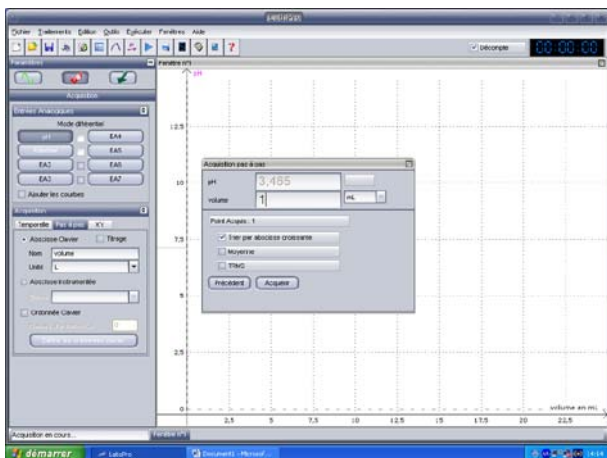 Fichier Traitements Edition Outils Exécuter Fenêtres Aide
Décompte
00:00:00
Paramètres
Fenêtre n°1
pH
Acquisition
Entrées Analogiques
Mode différentiel
pH EA4
EA5
EA2 EA6
EA3 EA7
Ajouter les courbes
Acquisition
Temporelle Pas à pas XY
Abscisse Clavier Titrage
Nom volume
Unité L
Abscisse instrumentée
Ordonnée Clavier
Acquisition pas à pas
pH 3,485
volume 1 mL
Point Acquis : 1
Trier par abscisse croissante
Moyenne
TRMS
Précédent Acquérir
12,5
10
7,5
5
2,5
0
volume en mL
2,5 5 7,5 10 12,5 15 17,5 20 22,5
Acquisition en cours...
Fenêtre n°1
démarrer
LatisPro
Document1 - Microsof...
14:14